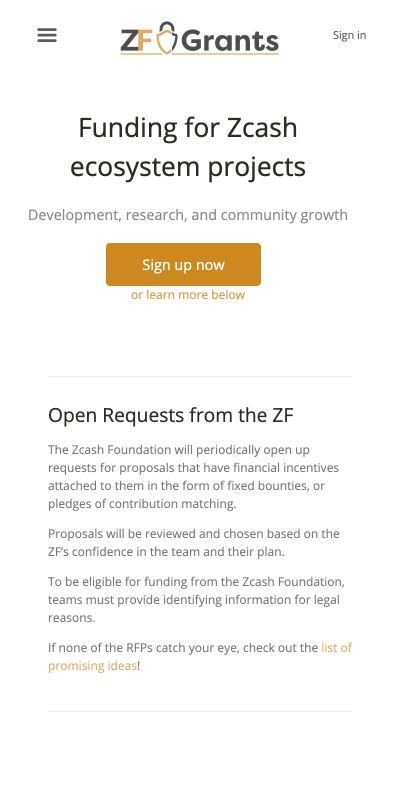 ZF Grants
Sign in
Funding for Zcash
ecosystem projects
Development, research, and community growth
Sign up now
or learn more below
Open Requests from the ZF
The Zcash Foundation will periodically open up
requests for proposals that have financial incentives
attached to them in the form of fixed bounties, or
pledges of contribution matching.
Proposals will be reviewed and chosen based on the
ZF's confidence in the team and their plan.
To be eligible for funding from the Zcash Foundation,
teams must provide identifying information for legal
reasons.
If none of the RFPs catch your eye, check out the list of
promising ideas!